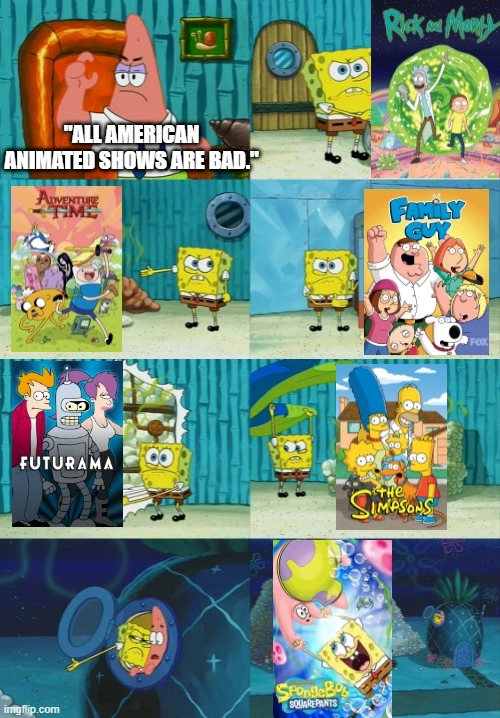 Rick and Morty
"ALL AMERICAN
ANIMATED SHOWS ARE BAD."
ADVENTURE
TIME
FAMILY
GUY
FOX
FUTURAMA
THE
SIMPSONS
SpongeBob
SQUAREPANTS
imgflip.com